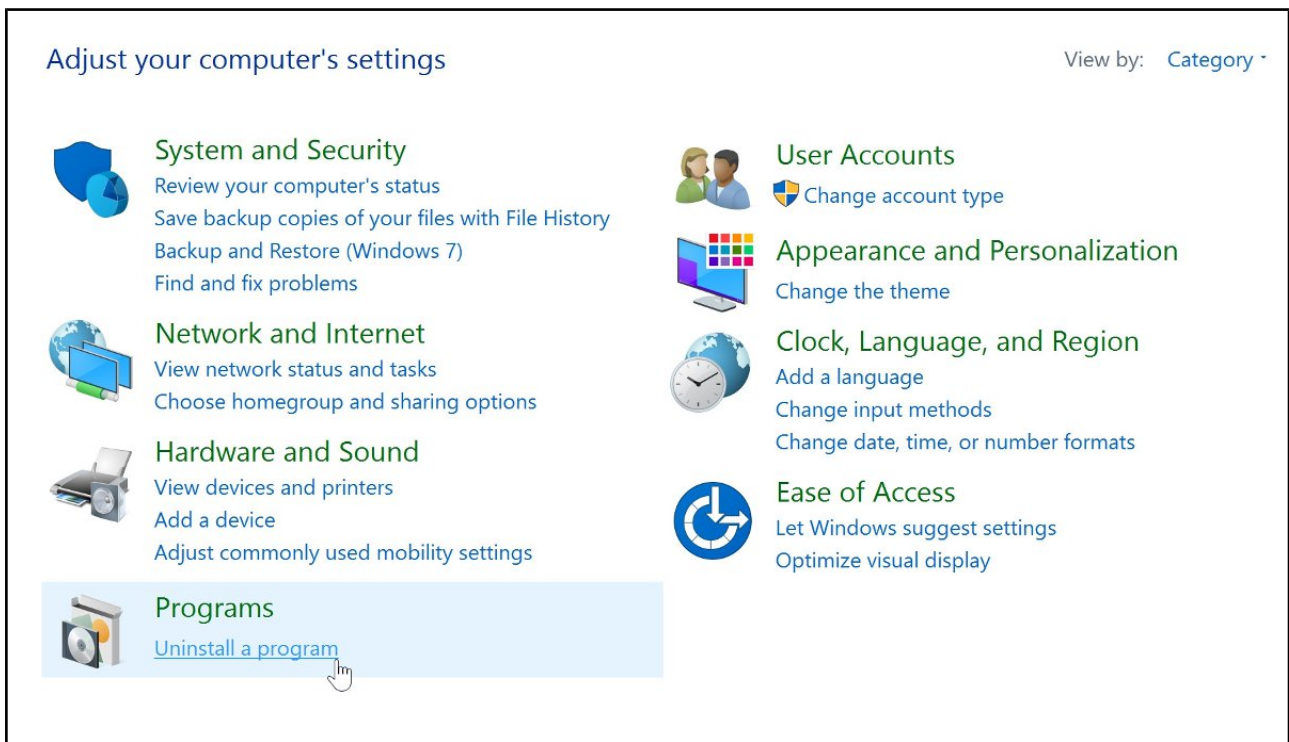 Adjust your computer's settings
View by: Category
System and Security
Review your computer's status
Save backup copies of your files with File History
Backup and Restore (Windows 7)
Find and fix problems
Network and Internet
View network status and tasks
Choose homegroup and sharing options
Hardware and Sound
View devices and printers
Add a device
Adjust commonly used mobility settings
Programs
Uninstall a program
User Accounts
Change account type
Appearance and Personalization
Change the theme
Clock, Language, and Region
Add a language
Change input methods
Change date, time, or number formats
Ease of Access
Let Windows suggest settings
Optimize visual display